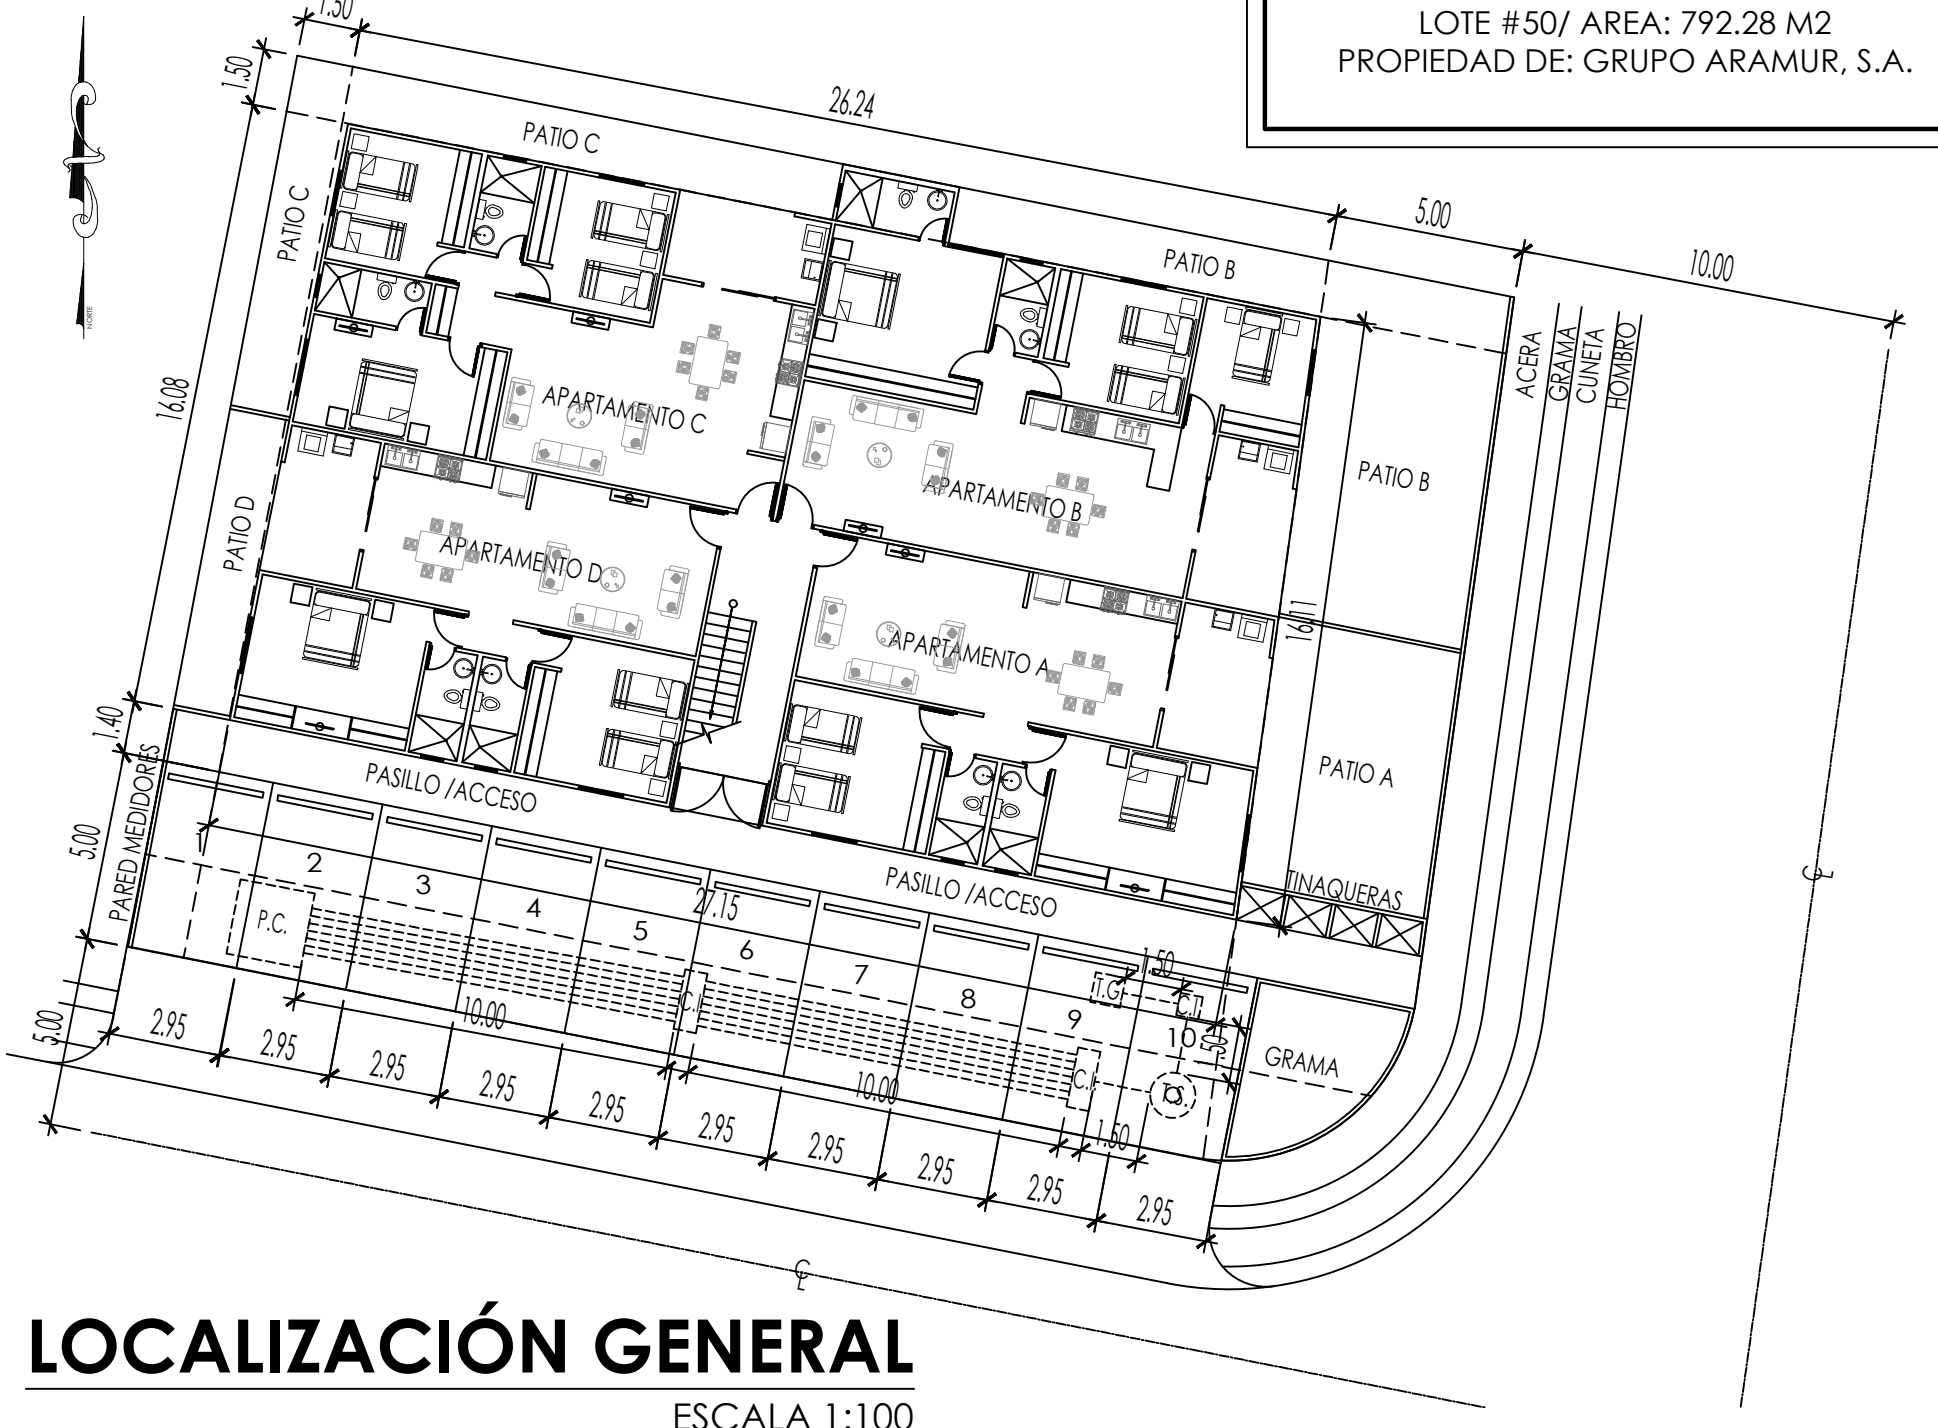 1.50
LOTE #50/ AREA: 792.28 M2
PROPIEDAD DE: GRUPO ARAMUR, S.A.
1.50
26.24
PATIO C
PATIO C
5.00
PATIO B
10.00
NORTE
ACERA
GRAMA
CUNETA
HOMBRO
16.08
APARTAMENTO C
PATIO B
APARTAMENTO B
PATIO D
APARTAMENTO D
16.11
APARTAMENTO A
1.40
PATIO A
PASILLO /ACCESO
PARED MEDIDORES
5.00
1
2
3
4
5
6
7
8
9
10
27.15
PASILLO /ACCESO
TINAQUERAS
P.C.
C.I.
1.50
T.G
C.T.
C.I.
T.S.
GRAMA
5.00
10.00
10.00
1.50
2.95
2.95
2.95
2.95
2.95
2.95
2.95
2.95
2.95
2.95
LOCALIZACIÓN GENERAL
ESCALA 1:100